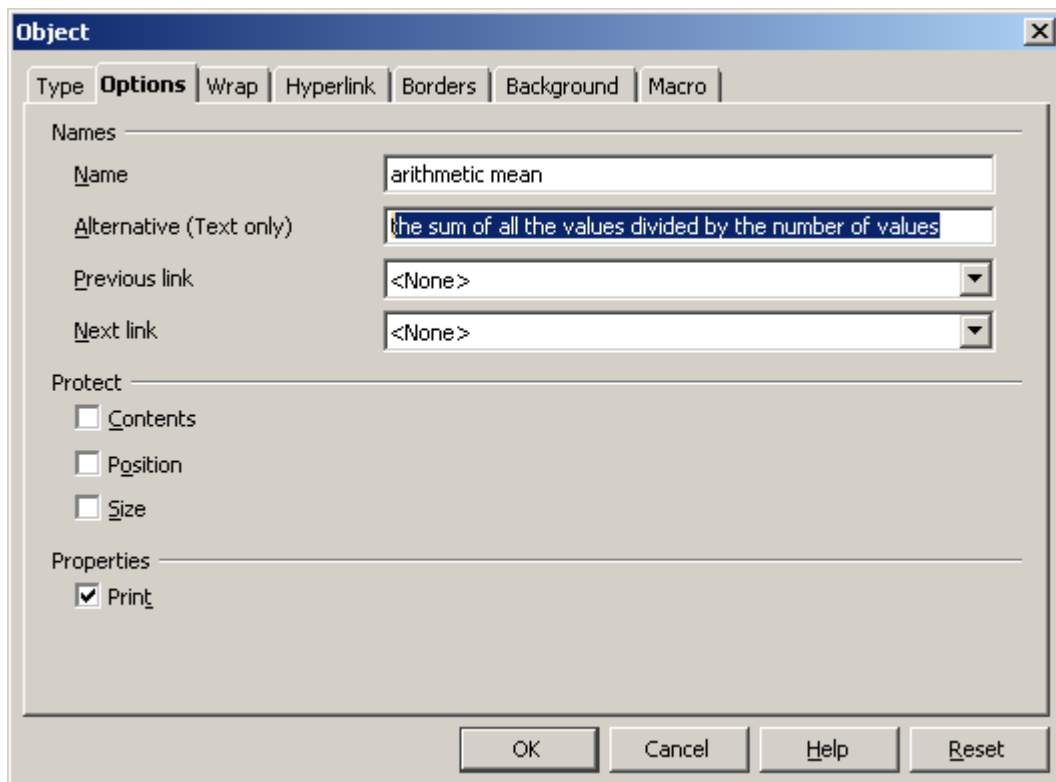 Object
Type Options Wrap Hyperlink Borders Background Macro
Names
Name arithmetic mean
Alternative (Text only) the sum of all the values divided by the number of values
Previous link <None>
Next link <None>
Protect
Contents
Position
Size
Properties
Print
OK Cancel Help Reset